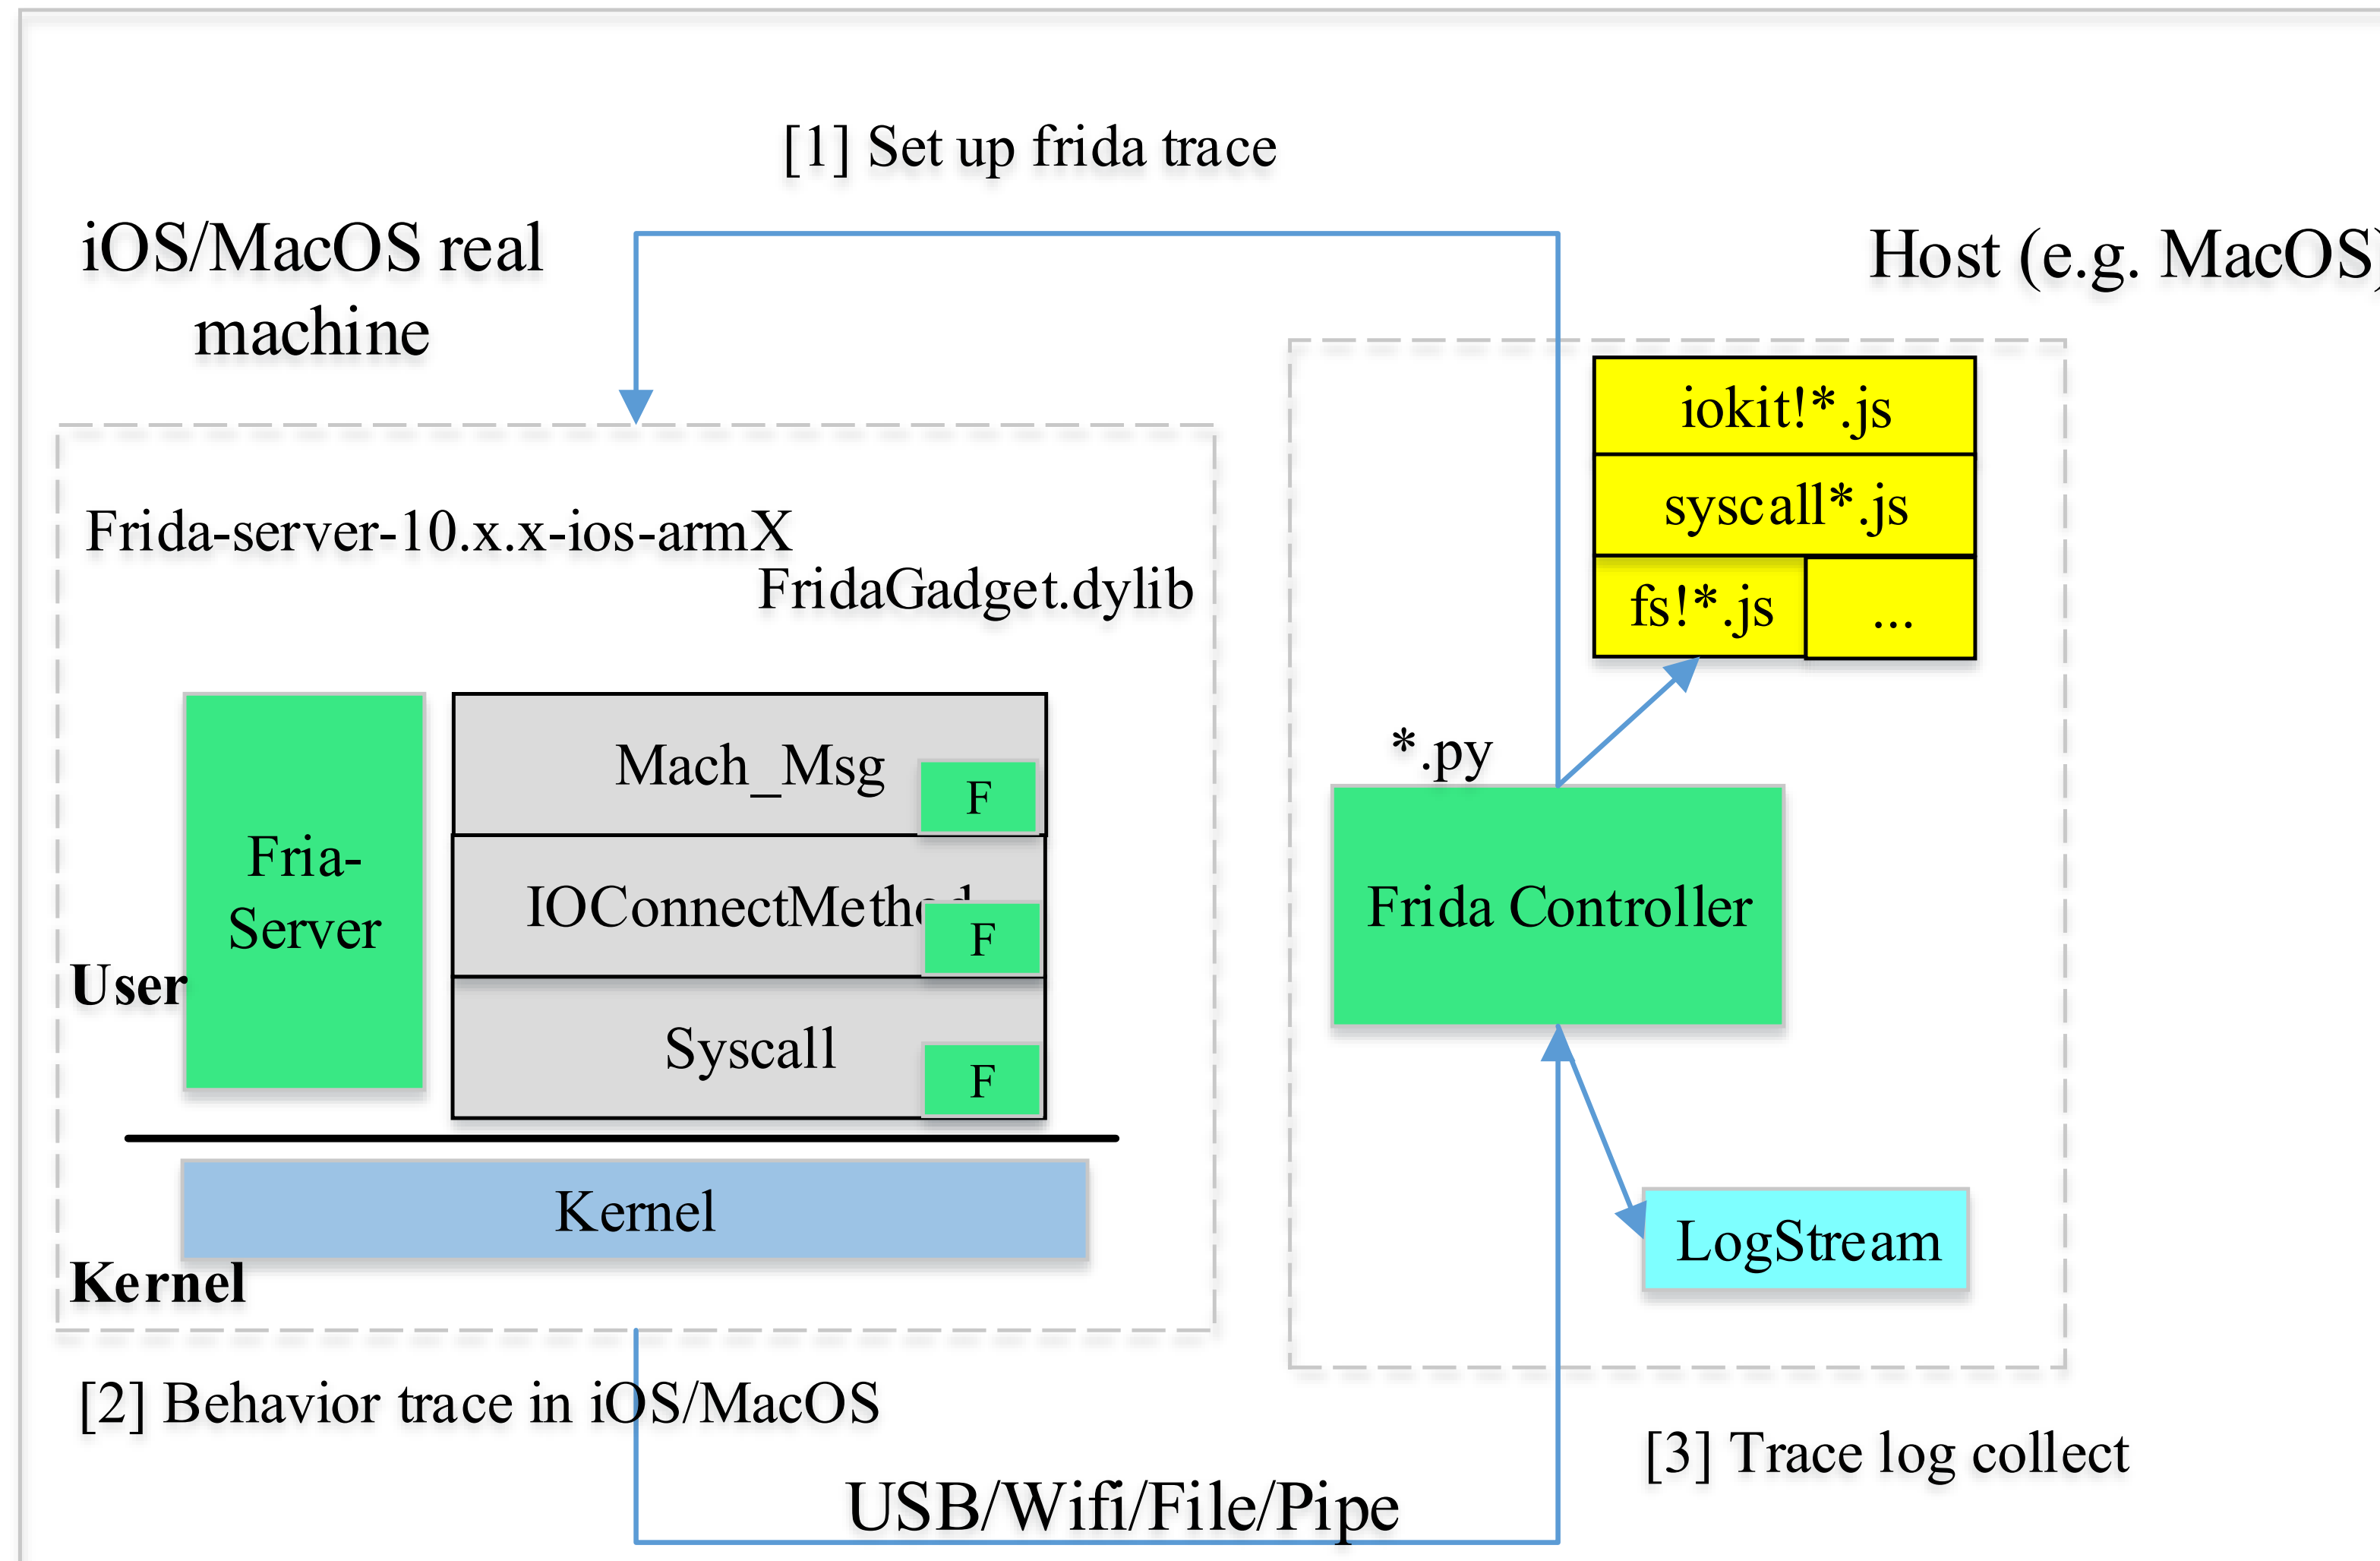 [1] Set up frida trace
iOS/MacOS real
machine
Host (e.g. MacOS)
Frida-server-10.x.x-ios-armX
FridaGadget.dylib
iokit!*.js
syscall*.js
fs!*.js
...
*.py
Mach_Msg
F
Fria-
Server
IOConnectMethod
F
Frida Controller
User
Syscall
F
Kernel
Kernel
LogStream
[2] Behavior trace in iOS/MacOS
[3] Trace log collect
USB/Wifi/File/Pipe